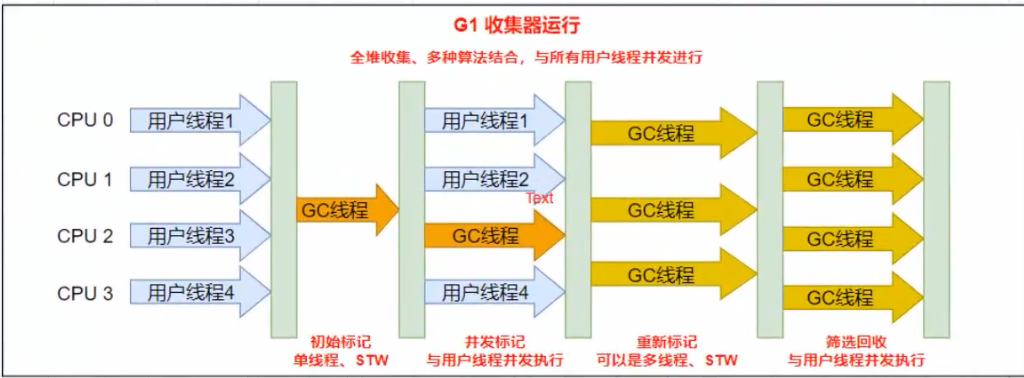 G1 收集器运行
全堆收集、多种算法结合，与所有用户线程并发进行
CPU 0 用户线程1 用户线程1 GC线程 GC线程
CPU 1 用户线程2 用户线程2 GC线程
Text
GC线程 GC线程
CPU 2 用户线程3 GC线程 GC线程
GC线程
CPU 3 用户线程4 用户线程4 GC线程
初始标记 并发标记 重新标记 筛选回收
单线程、STW 与用户线程并发执行 可以是多线程、STW 与用户线程并发执行